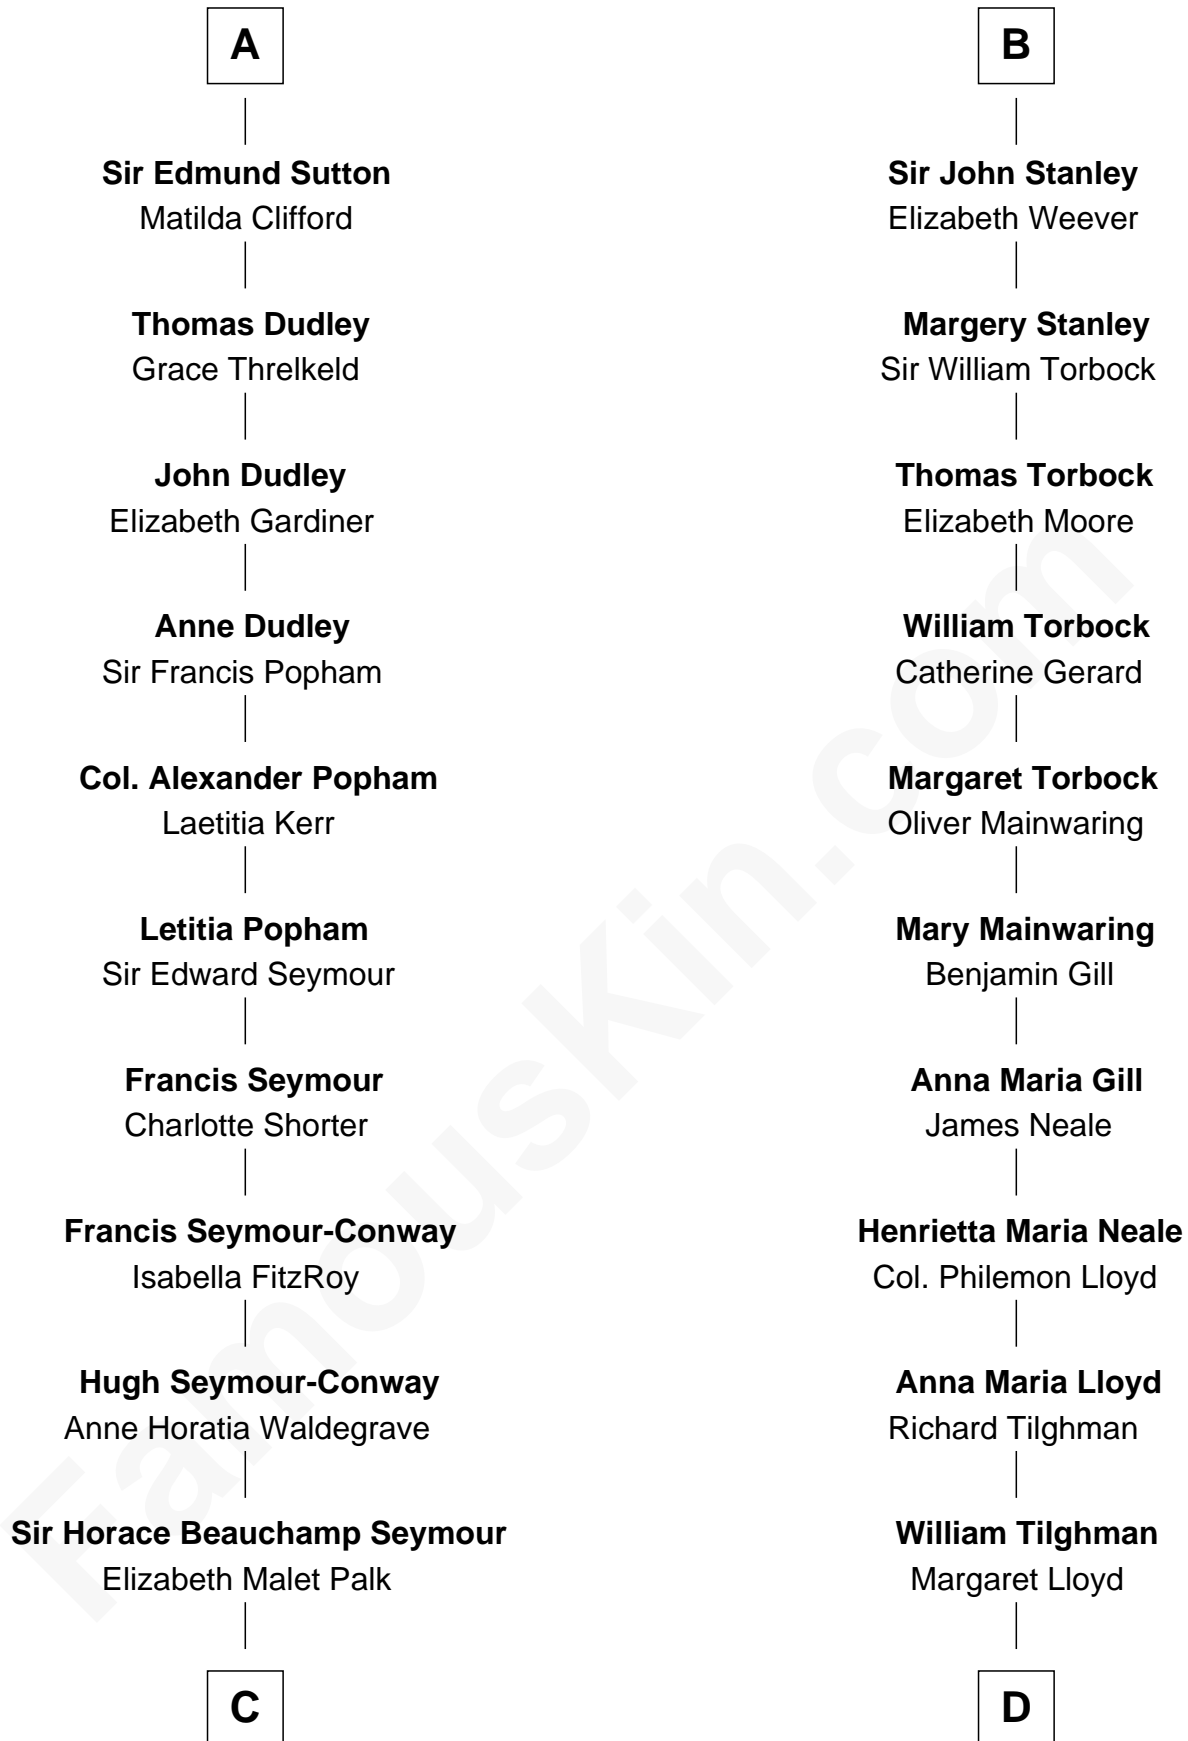 A
Sir Edmund Sutton
Matilda Clifford
Thomas Dudley
Grace Threlkeld
John Dudley
Elizabeth Gardiner
Anne Dudley
Sir Francis Popham
Col. Alexander Popham
Laetitia Kerr
Letitia Popham
Sir Edward Seymour
Francis Seymour
Charlotte Shorter
Francis Seymour-Conway
Isabella FitzRoy
Hugh Seymour-Conway
Anne Horatia Waldegrave
Sir Horace Beauchamp Seymour
Elizabeth Malet Palk
C
B
Sir John Stanley
Elizabeth Weever
Margery Stanley
Sir William Torbock
Thomas Torbock
Elizabeth Moore
William Torbock
Catherine Gerard
Margaret Torbock
Oliver Mainwaring
Mary Mainwaring
Benjamin Gill
Anna Maria Gill
James Neale
Henrietta Maria Neale
Col. Philemon Lloyd
Anna Maria Lloyd
Richard Tilghman
William Tilghman
Margaret Lloyd
D
FamousKin.com